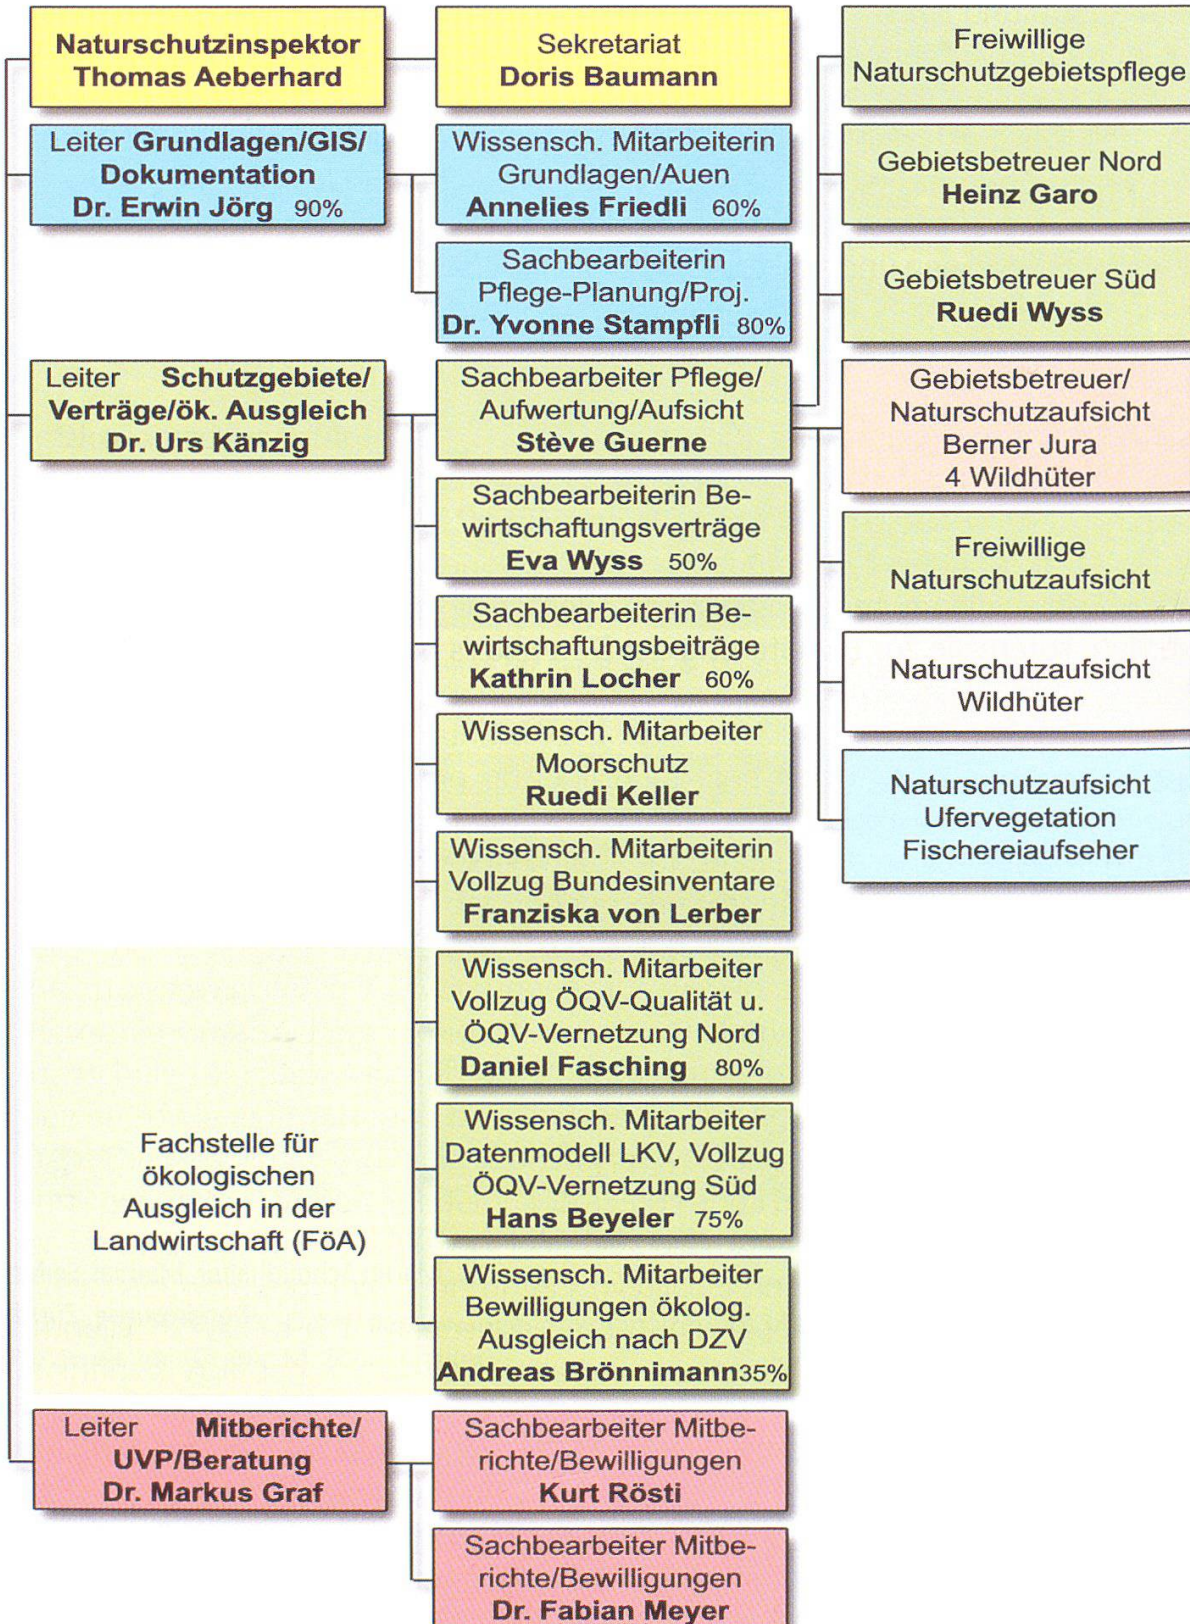 Naturschutzinspektor
Thomas Aeberhard
Sekretariat
Doris Baumann
Leiter Grundlagen/GIS/
Dokumentation
Dr. Erwin Jörg 90%
Wissensch. Mitarbeiterin
Grundlagen/Auen
Annelies Friedli 60%
Sachbearbeiterin
Pflege-Planung/Proj.
Dr. Yvonne Stampfli 80%
Leiter Schutzgebiete/
Verträge/ök. Ausgleich
Dr. Urs Känzig
Sachbearbeiter Pflege/
Aufwertung/Aufsicht
Stève Guerne
Sachbearbeiterin Be-
wirtschaftungsverträge
Eva Wyss 50%
Sachbearbeiterin Be-
wirtschaftungsbeiträge
Kathrin Locher 60%
Wissensch. Mitarbeiter
Moorschutz
Ruedi Keller
Wissensch. Mitarbeiterin
Vollzug Bundesinventare
Franziska von Lerber
Fachstelle für
ökologischen
Ausgleich in der
Landwirtschaft (FöA)
Wissensch. Mitarbeiter
Vollzug ÖQV-Qualität u.
ÖQV-Vernetzung Nord
Daniel Fasching 80%
Wissensch. Mitarbeiter
Datenmodell LKV, Vollzug
ÖQV-Vernetzung Süd
Hans Beyeler 75%
Wissensch. Mitarbeiter
Bewilligungen ökolog.
Ausgleich nach DZV
Andreas Brönnimann35%
Leiter Mitberichte/
UVP/Beratung
Dr. Markus Graf
Sachbearbeiter Mitbe-
richte/Bewilligungen
Kurt Rösti
Sachbearbeiter Mitbe-
richte/Bewilligungen
Dr. Fabian Meyer
Freiwillige
Naturschutzgebietspflege
Gebietsbetreuer Nord
Heinz Garo
Gebietsbetreuer Süd
Ruedi Wyss
Gebietsbetreuer/
Naturschutzaufsicht
Berner Jura
4 Wildhüter
Freiwillige
Naturschutzaufsicht
Naturschutzaufsicht
Wildhüter
Naturschutzaufsicht
Ufervegetation
Fischereiaufseher